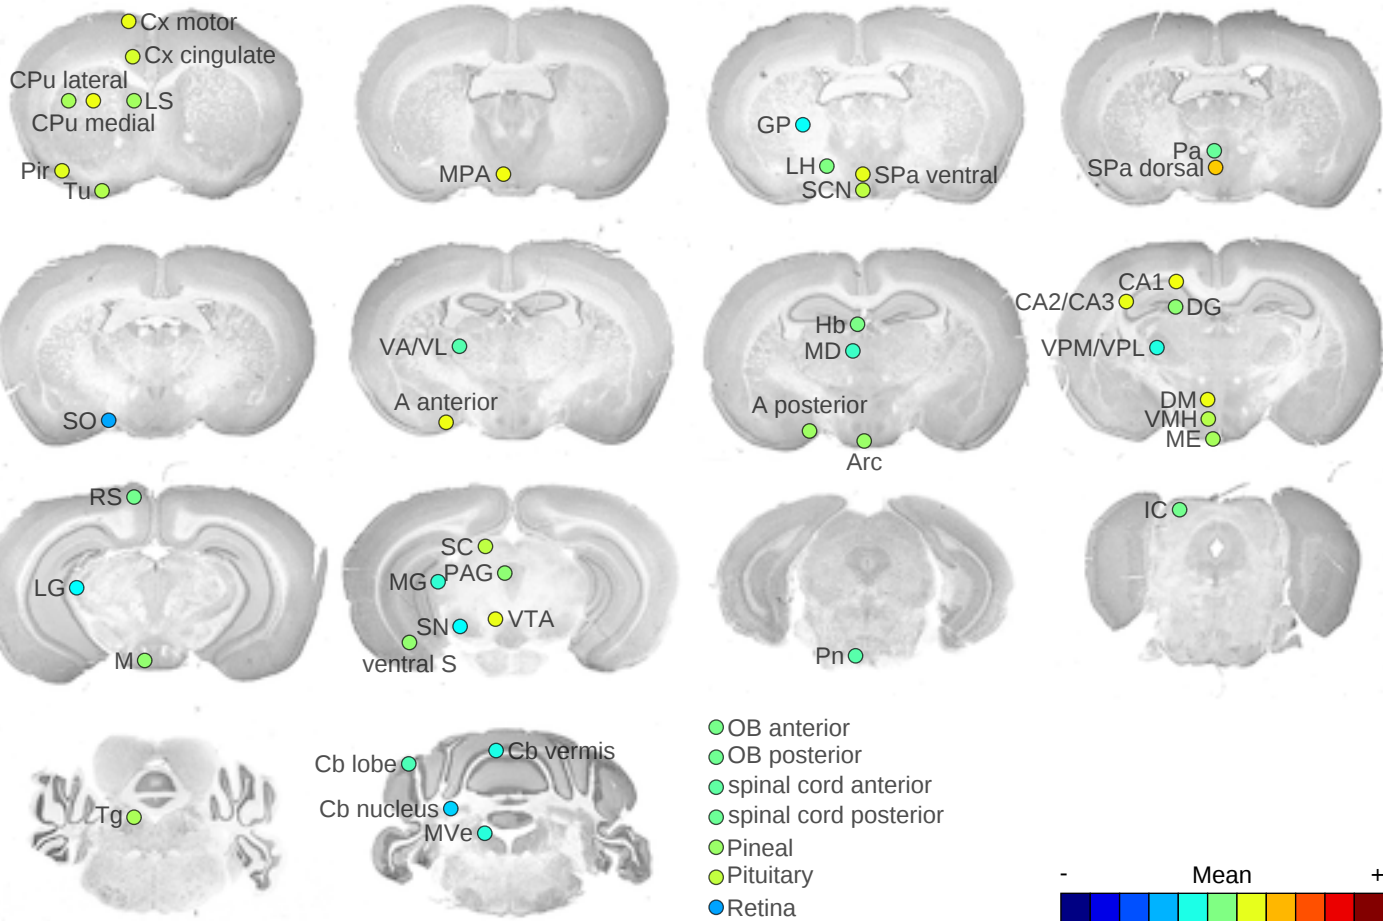 Cx motor
Cx cingulate
CPu lateral
LS
CPu medial
Pir
Tu
MPA
GP
LH
SPa ventral
SCN
Pa
SPa dorsal
SO
VA/VL
A anterior
Hb
MD
A posterior
Arc
CA1
CA2/CA3
DG
VPM/VPL
DM
VMH
ME
RS
LG
M
SC
PAG
MG
SN
VTA
ventral S
Pn
IC
Tg
Cb lobe
Cb vermis
Cb nucleus
MVe
OB anterior
OB posterior
spinal cord anterior
spinal cord posterior
Pineal
Pituitary
Retina
- Mean +